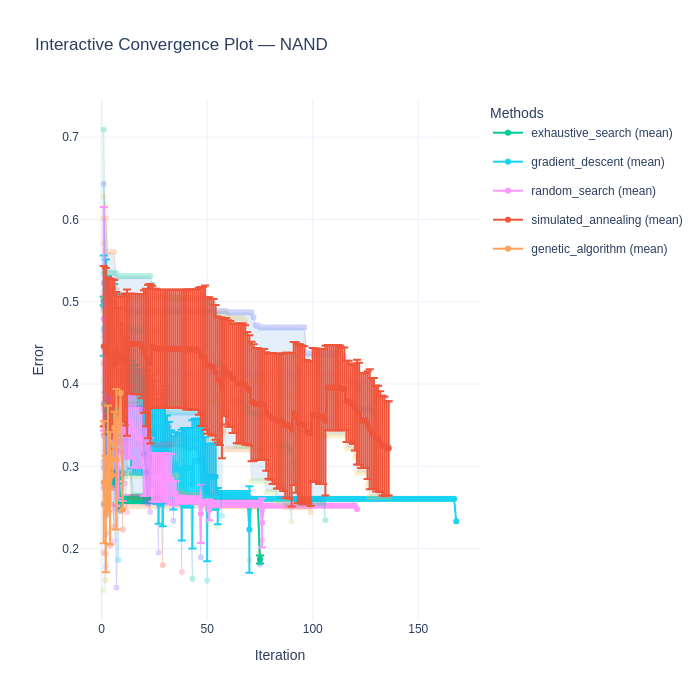 Interactive Convergence Plot — NAND
Methods
exhaustive_search (mean)
gradient_descent (mean)
random_search (mean)
simulated_annealing (mean)
genetic_algorithm (mean)
Error
0.7
0.6
0.5
0.4
0.3
0.2
0
50
100
150
Iteration